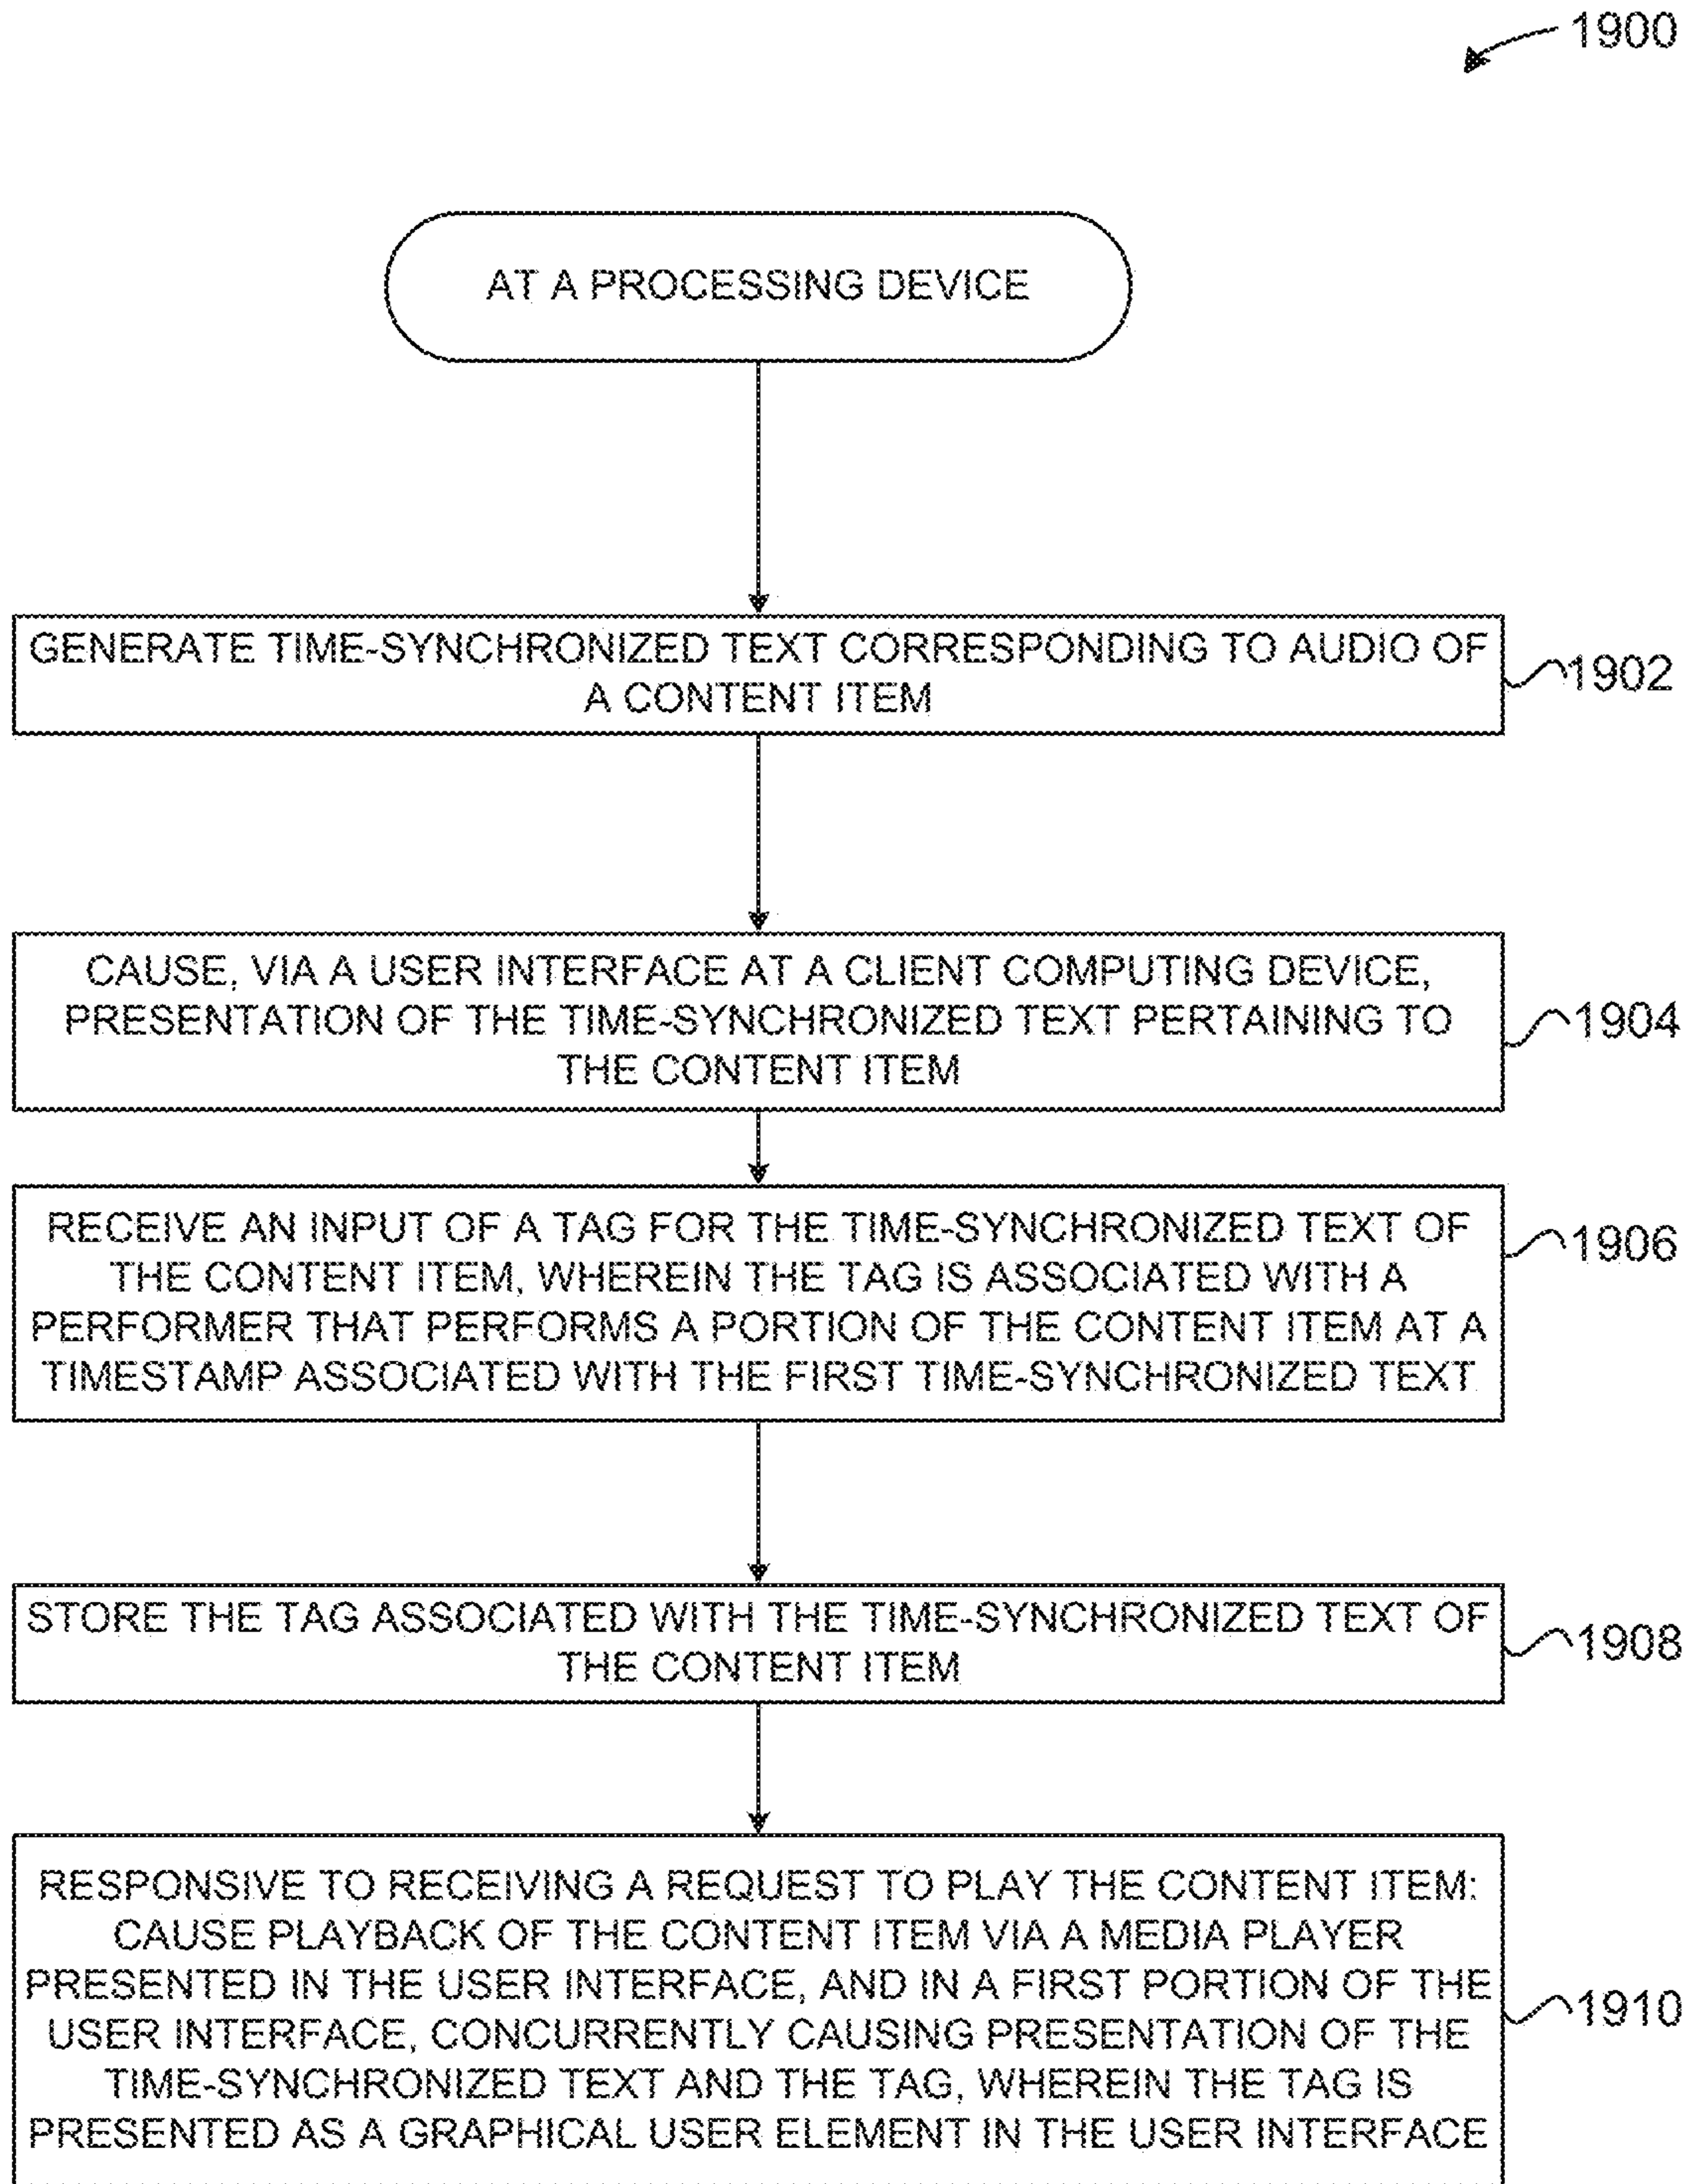 1900
AT A PROCESSING DEVICE
GENERATE TIME-SYNCHRONIZED TEXT CORRESPONDING TO AUDIO OF
A CONTENT ITEM
1902
CAUSE, VIA A USER INTERFACE AT A CLIENT COMPUTING DEVICE,
PRESENTATION OF THE TIME-SYNCHRONIZED TEXT PERTAINING TO
THE CONTENT ITEM
1904
RECEIVE AN INPUT OF A TAG FOR THE TIME-SYNCHRONIZED TEXT OF
THE CONTENT ITEM, WHEREIN THE TAG IS ASSOCIATED WITH A
PERFORMER THAT PERFORMS A PORTION OF THE CONTENT ITEM AT A
TIMESTAMP ASSOCIATED WITH THE FIRST TIME-SYNCHRONIZED TEXT
1906
STORE THE TAG ASSOCIATED WITH THE TIME-SYNCHRONIZED TEXT OF
THE CONTENT ITEM
1908
RESPONSIVE TO RECEIVING A REQUEST TO PLAY THE CONTENT ITEM:
CAUSE PLAYBACK OF THE CONTENT ITEM VIA A MEDIA PLAYER
PRESENTED IN THE USER INTERFACE, AND IN A FIRST PORTION OF THE
USER INTERFACE, CONCURRENTLY CAUSING PRESENTATION OF THE
TIME-SYNCHRONIZED TEXT AND THE TAG, WHEREIN THE TAG IS
PRESENTED AS A GRAPHICAL USER ELEMENT IN THE USER INTERFACE
1910